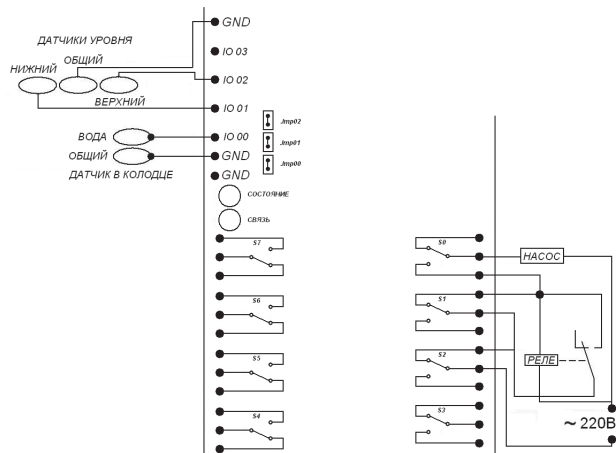 GND
ДАТЧИКИ УРОВНЯ
IO 03
ОБЩИЙ
НИЖНИЙ
IO 02
ВЕРХНИЙ
IO 01
Jmp02
ВОДА
IO 00
Jmp01
ОБЩИЙ
GND
Jmp00
ДАТЧИК В КОЛОДЦЕ
GND
СОСТОЯНИЕ
СВЯЗЬ
S7
S0
НАСОС
S6
S1
S5
S2
РЕЛЕ
S4
S3
~ 220В